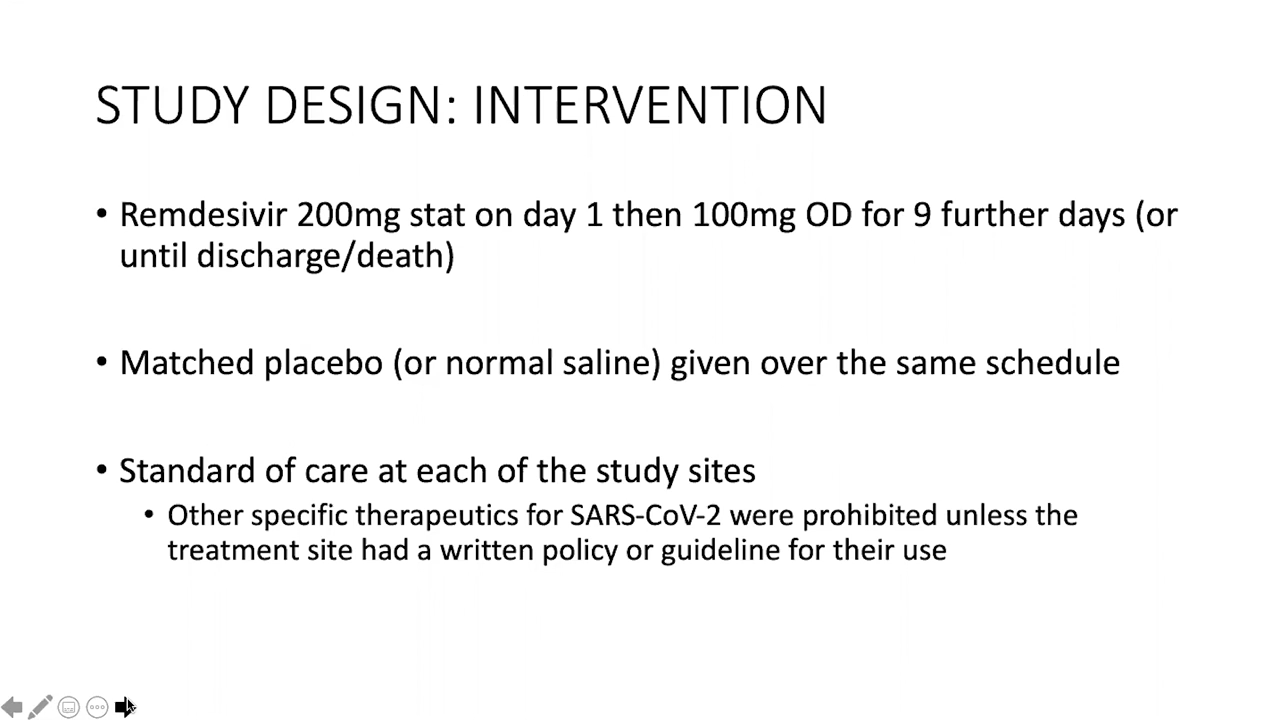 STUDY DESIGN: INTERVENTION
• Remdesivir 200mg stat on day 1 then 100mg OD for 9 further days (or
until discharge/death)
• Matched placebo (or normal saline) given over the same schedule
• Standard of care at each of the study sites
• Other specific therapeutics for SARS-CoV-2 were prohibited unless the
treatment site had a written policy or guideline for their use